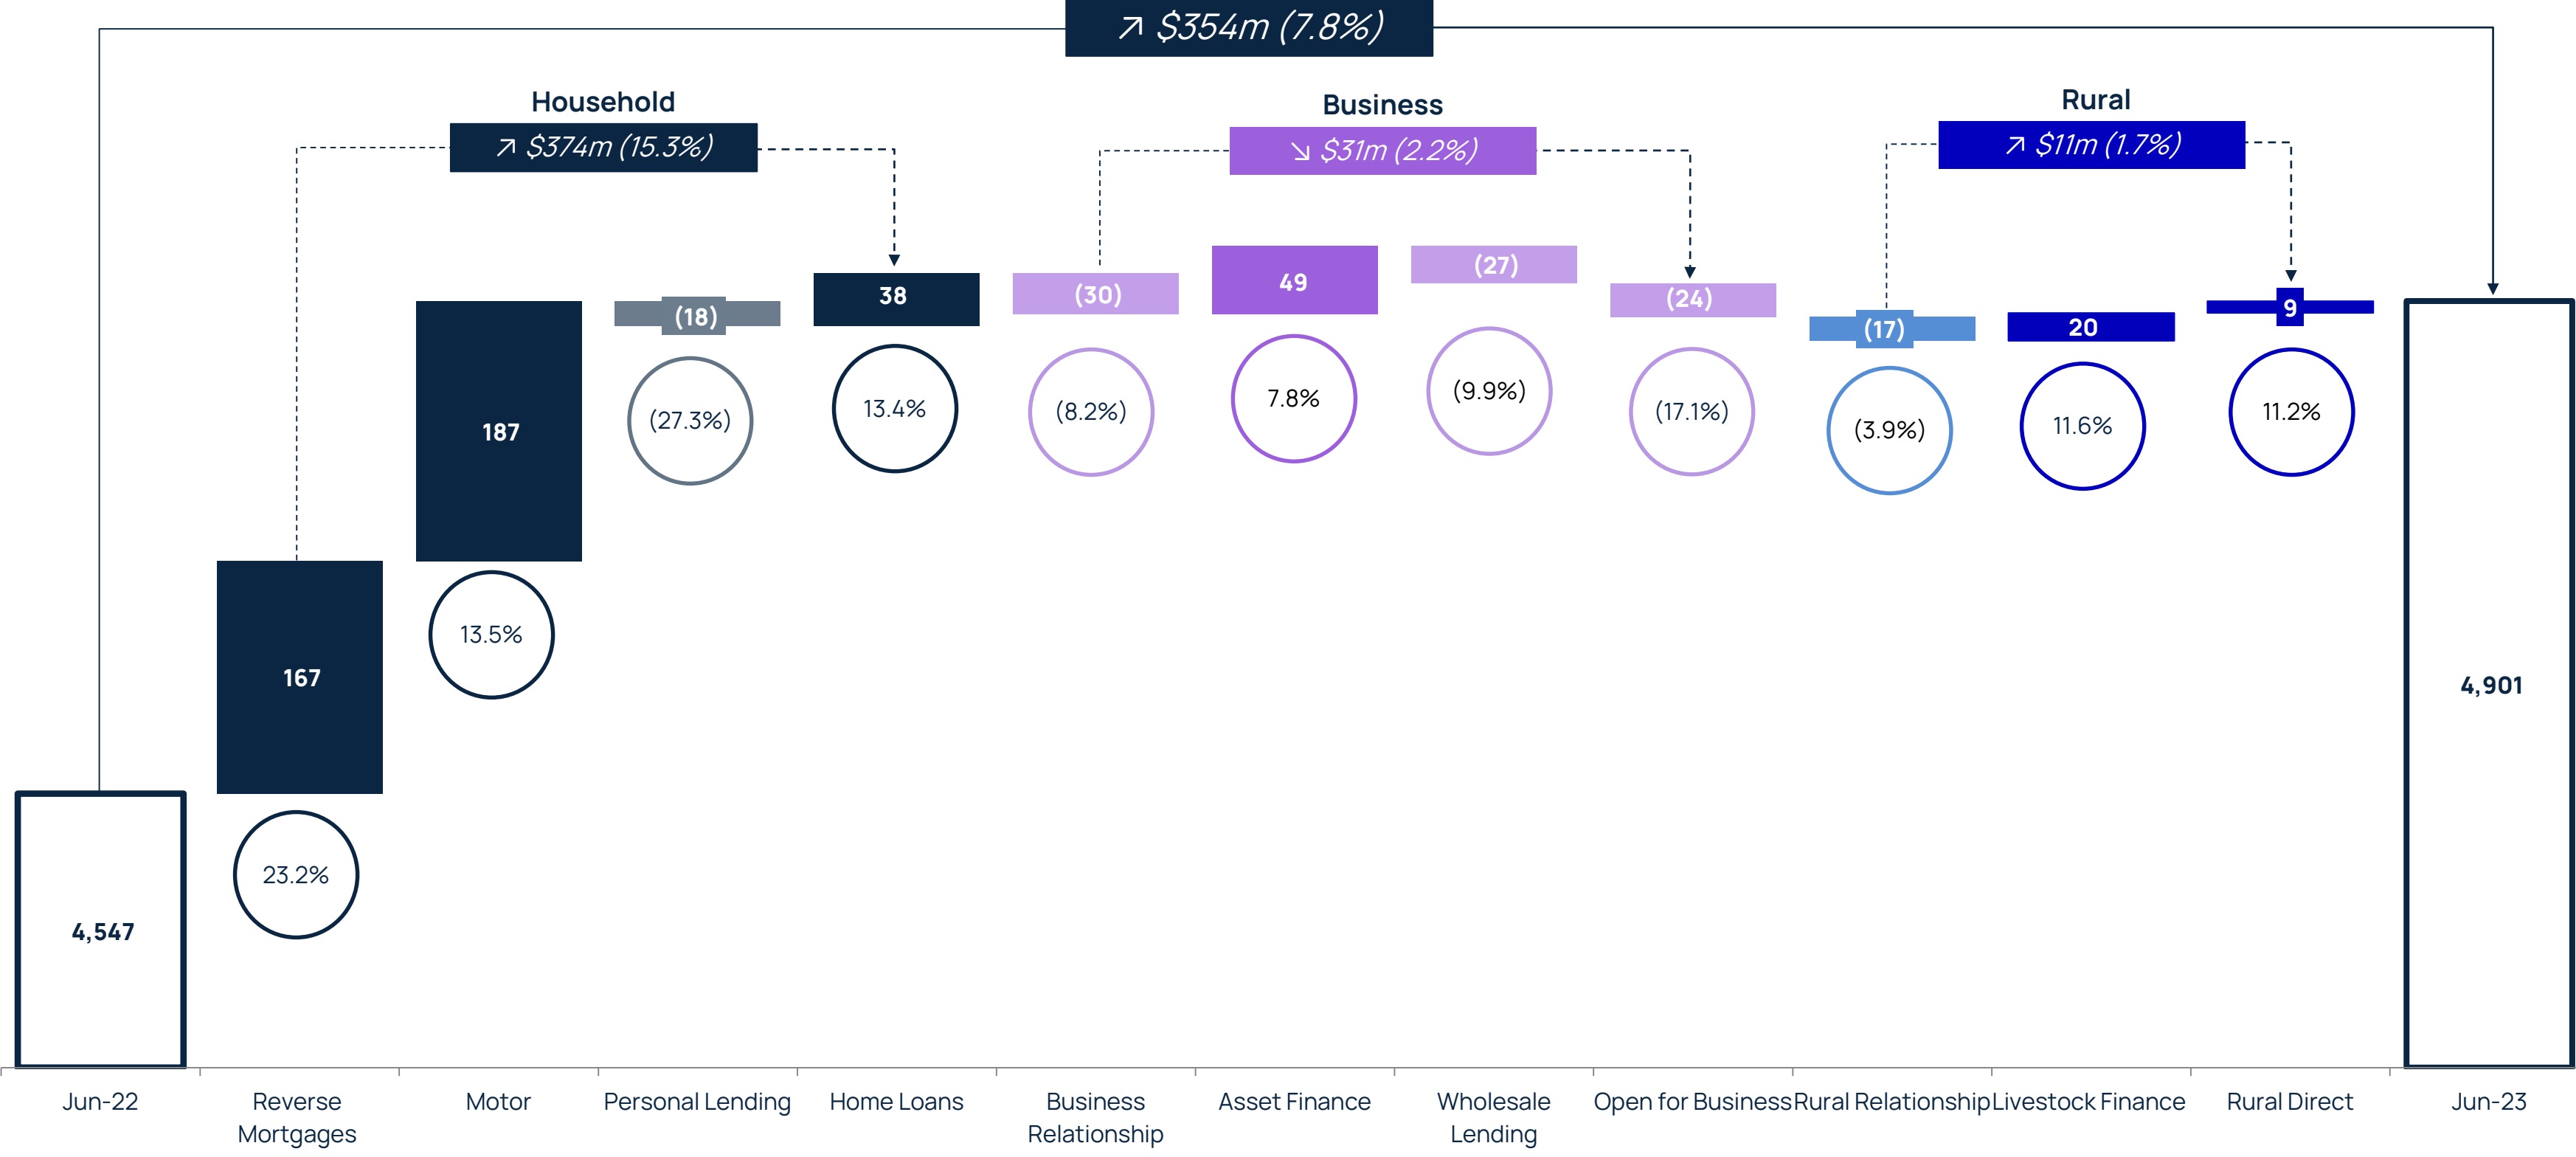 ↗ $354m (7.8%)
Household
↗ $374m (15.3%)
Business
↘ $31m (2.2%)
Rural
↗ $11m (1.7%)
4,547
167
23.2%
187
13.5%
(18)
(27.3%)
38
13.4%
(30)
(8.2%)
49
7.8%
(27)
(9.9%)
(24)
(17.1%)
(17)
(3.9%)
20
11.6%
9
11.2%
4,901
Jun-22
Reverse
Mortgages
Motor
Personal Lending
Home Loans
Business
Relationship
Asset Finance
Wholesale
Lending
Open for Business
Rural Relationship
Livestock Finance
Rural Direct
Jun-23